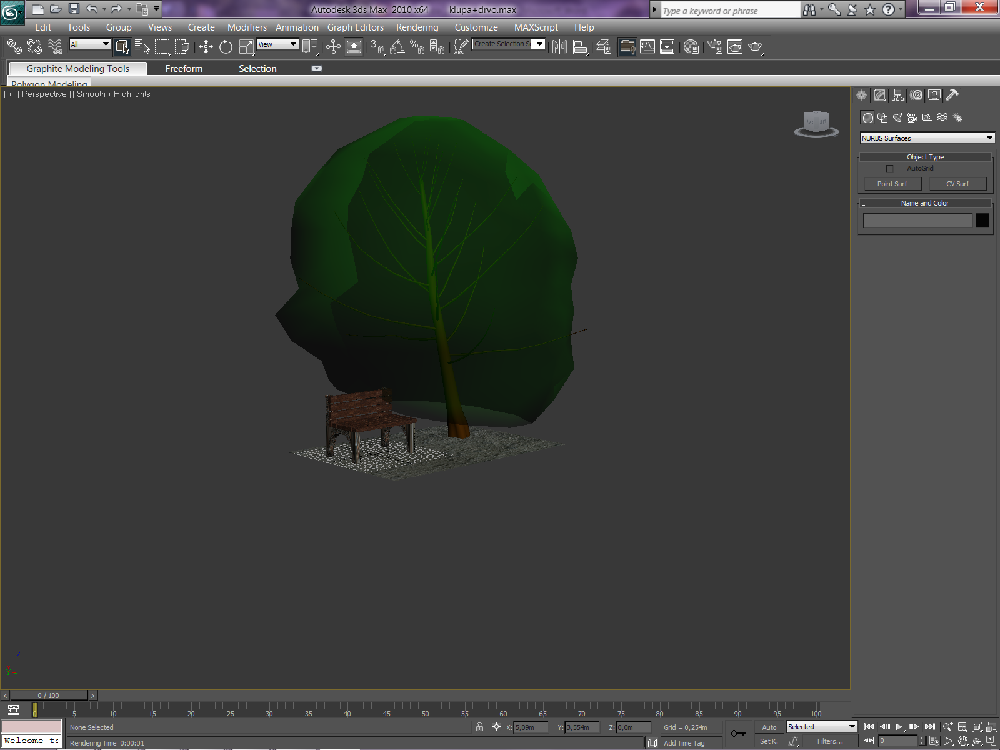 Autodesk 3ds Max 2010 x64 klupa+drvo.max
Type a keyword or phrase
Edit Tools Group Views Create Modifiers Animation Graph Editors Rendering Customize MAXScript Help
All View Create Selection Se
3 ABC
Graphite Modeling Tools Freeform Selection
Polygon Modeling
[ + ][ Perspective ][ Smooth + Highlights ]
NURBS Surfaces
Object Type
AutoGrid
Point Surf CV Surf
Name and Color
z
y
< 0 / 100 >
0 5 10 15 20 25 30 35 40 45 50 55 60 65 70 75 80 85 90 95 100
None Selected X: 5,09m Y: 3,554m Z: 0,0m Grid = 0,254m Auto Selected
Welcome to Rendering Time 0:00:01 Add Time Tag Set K. Filters... 0